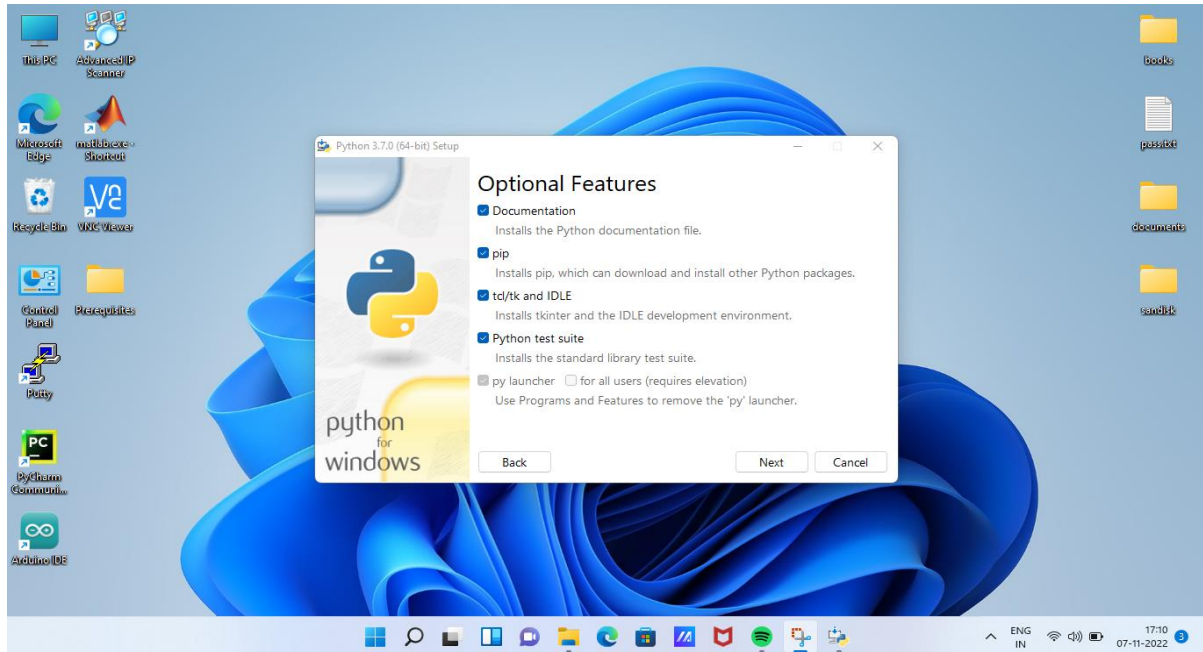 This PC
Advanced IP
Scanner
Microsoft
Edge
matlab.exe -
Shortcut
Recycle Bin
VNC Viewer
Control
Panel
Prerequisites
Putty
PC
PyCharm
Communi...
Arduino IDE
books
pass.txt
documents
sandisk
Python 3.7.0 (64-bit) Setup
Optional Features
Documentation
Installs the Python documentation file.
pip
Installs pip, which can download and install other Python packages.
tcl/tk and IDLE
Installs tkinter and the IDLE development environment.
Python test suite
Installs the standard library test suite.
py launcher for all users (requires elevation)
Use Programs and Features to remove the 'py' launcher.
python
for
windows
Back
Next
Cancel
ENG
IN
17:10
07-11-2022
3